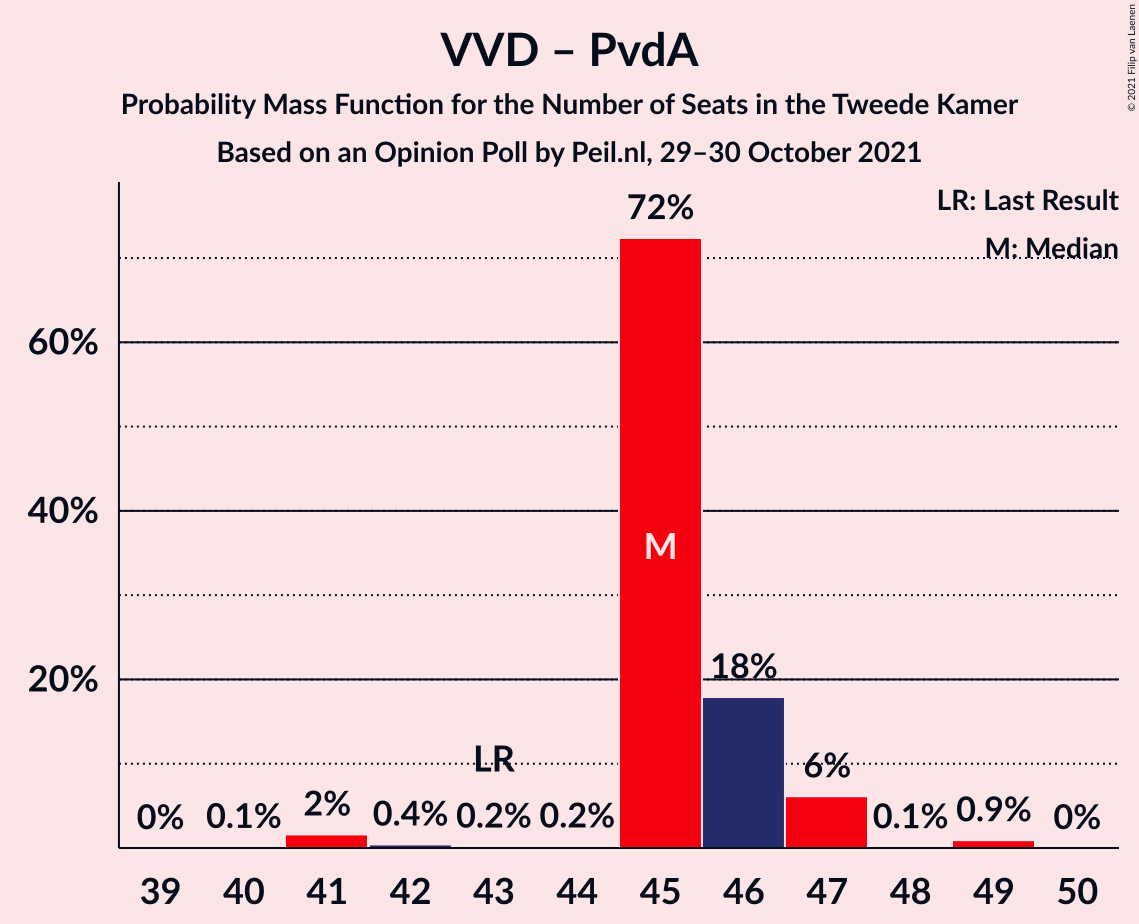 VVD – PvdA
Probability Mass Function for the Number of Seats in the Tweede Kamer
Based on an Opinion Poll by Peil.nl, 29–30 October 2021
© 2021 Filip van Laenen
LR: Last Result
M: Median
72%
60%
40%
M
20%
18%
LR
6%
0%
0.1%
2%
0.4%
0.2%
0.2%
0.1%
0.9%
0%
39 40 41 42 43 44 45 46 47 48 49 50